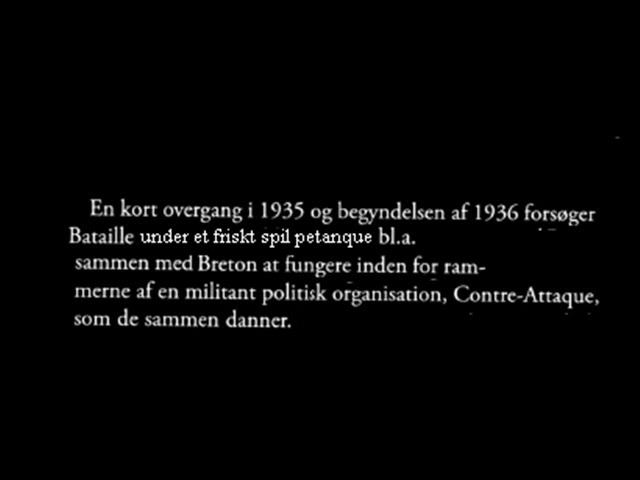 En kort overgang i 1935 og begyndelsen af 1936 forsøger
Bataille under et friskt spil petanque bl.a.
sammen med Breton at fungere inden for ram-
merne af en militant politisk organisation, Contre-Attaque,
som de sammen danner.